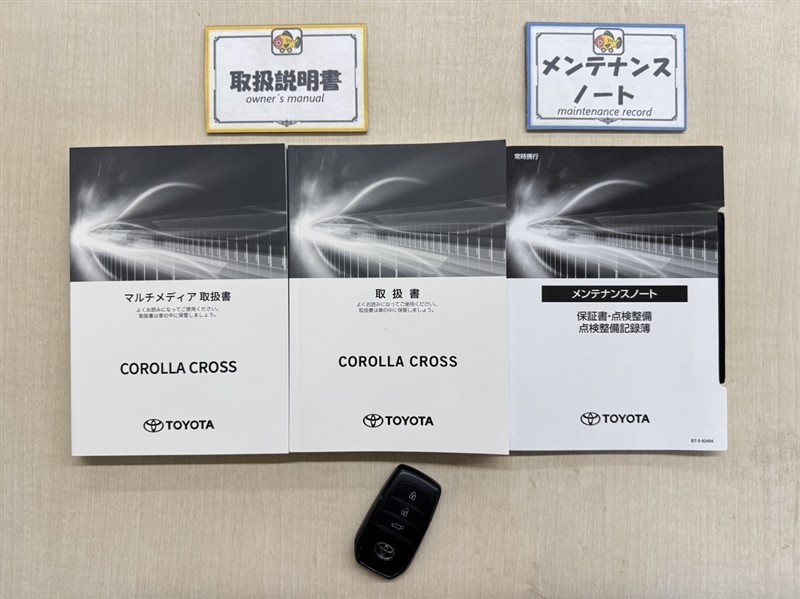 取扱説明書
owner's manual
メンテナンス
ノート
maintenance record
マルチメディア 取扱書
よくお読みになってご使用ください。
取扱書は車の中に保管しましょう。
COROLLA CROSS
TOYOTA
取扱書
よくお読みになってご使用ください。
取扱書は車の中に保管しましょう。
COROLLA CROSS
TOYOTA
常時携行
メンテナンスノート
保証書・点検整備
点検整備記録簿
TOYOTA